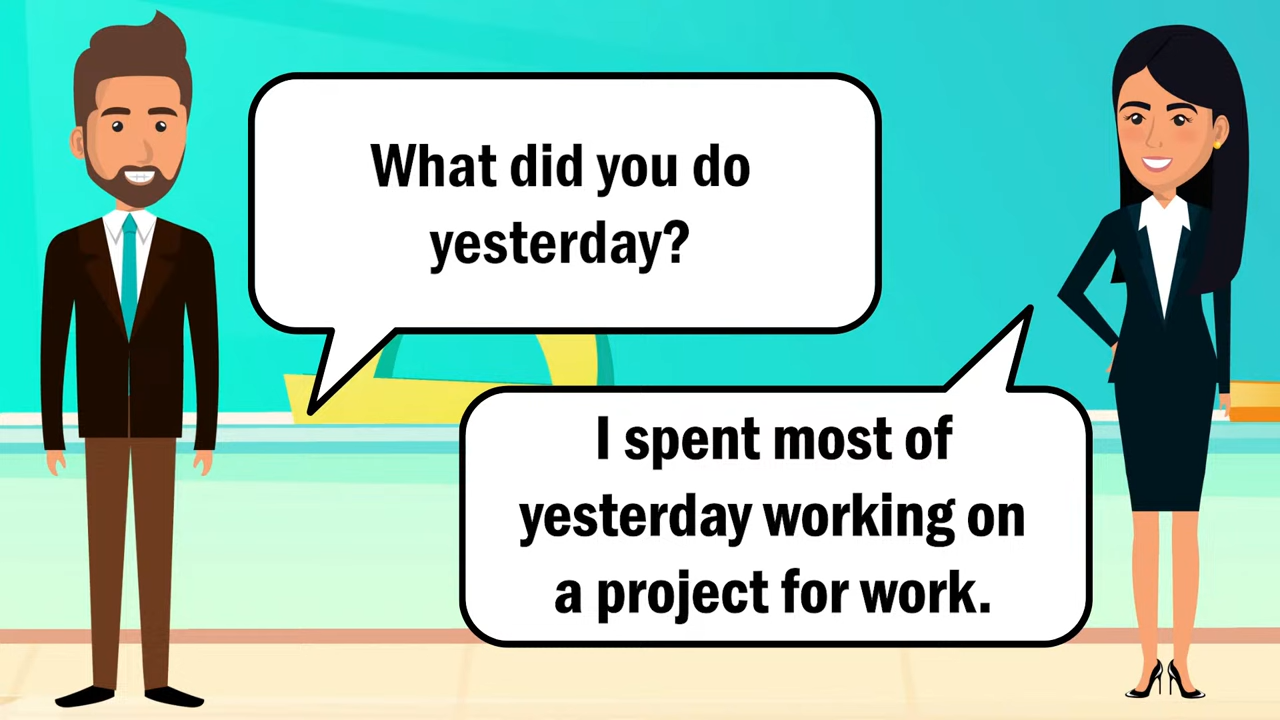 What did you do
yesterday?
I spent most of
yesterday working on
a project for work.